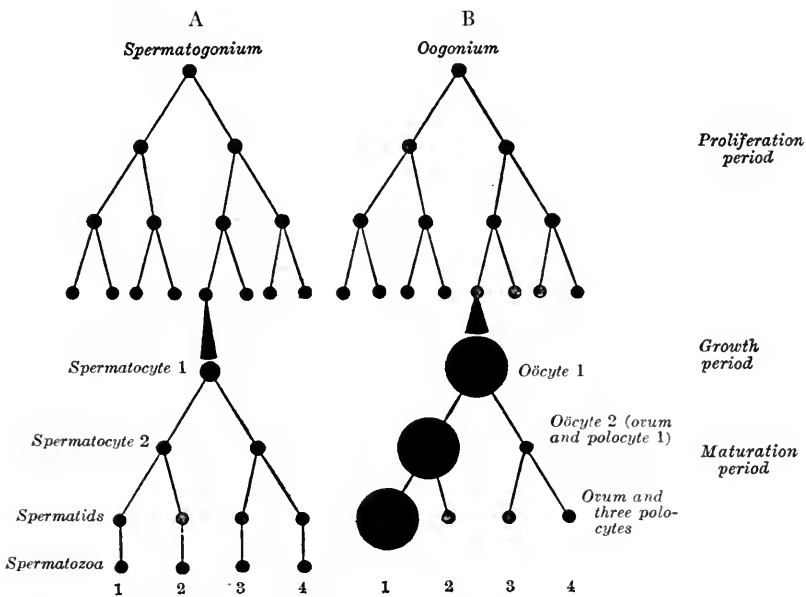 A
B
Spermatogonium
Oogonium
Proliferation
period
Growth
period
Spermatocyte 1
Oöcyte 1
Oöcyte 2 (ovum
and polocyte 1)
Spermatocyte 2
Maturation
period
Ovum and
three polo-
cytes
Spermatids
Spermatozoa
1 2 3 4
1 2 3 4